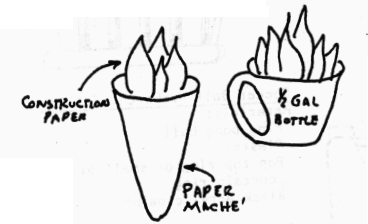 CONSTRUCTION
PAPER
½ GAL
BOTTLE
PAPER
MACHE'